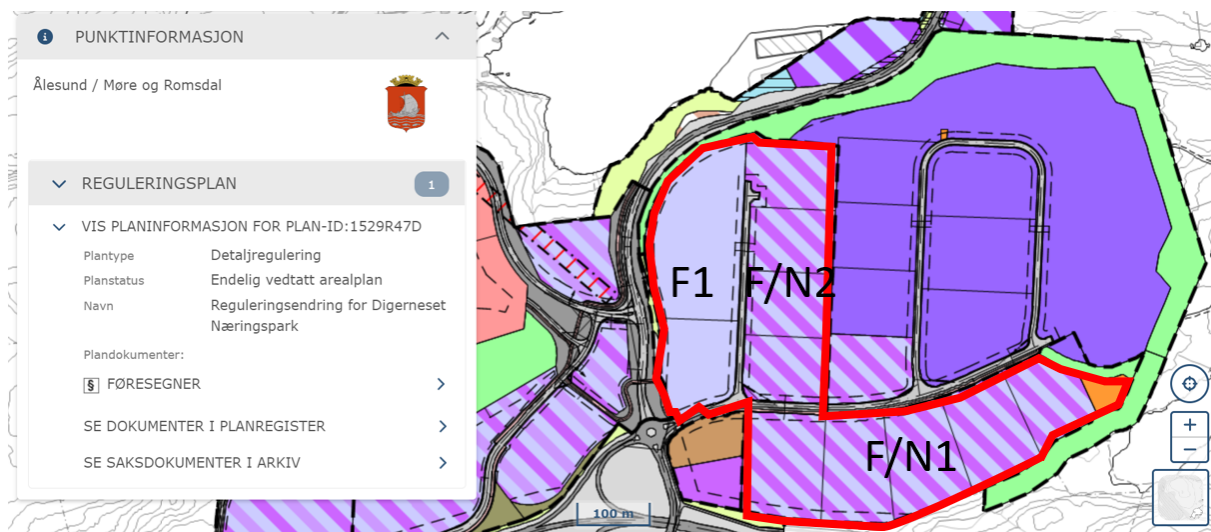 PUNKTINFORMASJON
Ålesund / Møre og Romsdal
REGULERINGSPLAN
1
VIS PLANINFORMASJON FOR PLAN-ID:1529R47D
Plantype Detaljregulering
Planstatus Endelig vedtatt arealplan
Navn Reguleringsendring for Digerneset
Næringspark
Plandokumenter:
§ FØRESEGNER
SE DOKUMENTER I PLANREGISTER
SE SAKSDOKUMENTER I ARKIV
F1
F/N2
F/N1
100 m
+
−